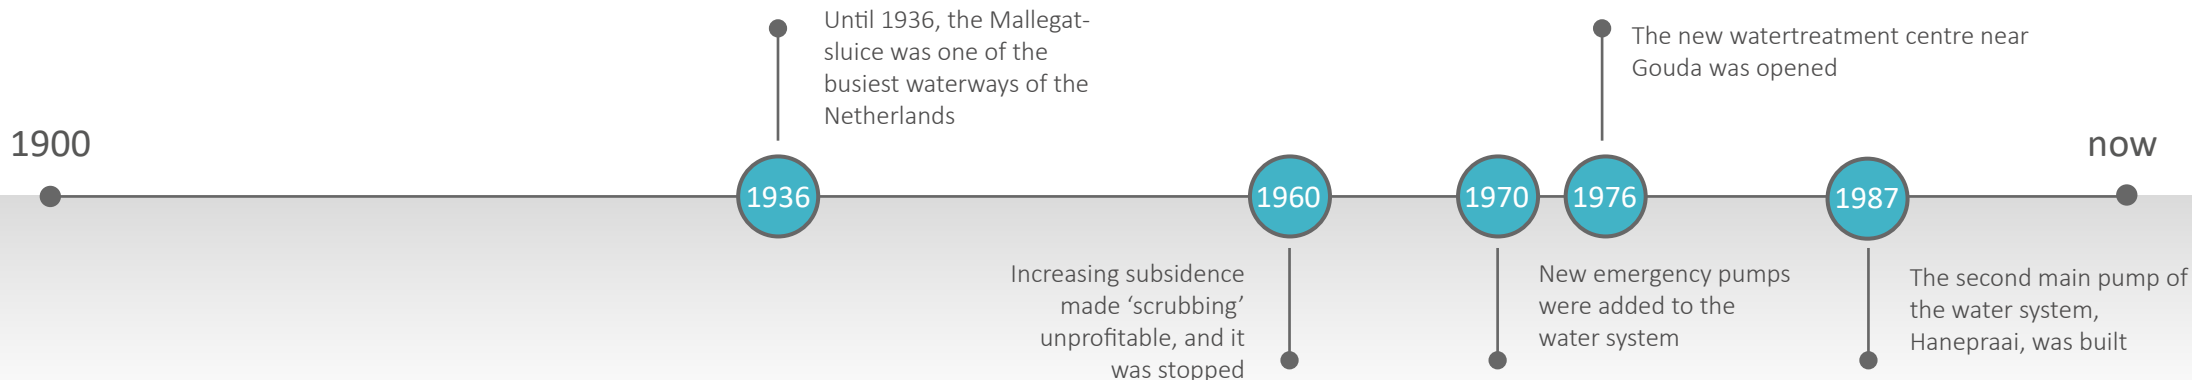 Until 1936, the Mallegat-
sluice was one of the
busiest waterways of the
Netherlands
The new watertreatment centre near
Gouda was opened
1900
now
1936
1960
1970
1976
1987
Increasing subsidence
made ‘scrubbing’
unprofitable, and it
was stopped
New emergency pumps
were added to the
water system
The second main pump of
the water system,
Hanepraai, was built